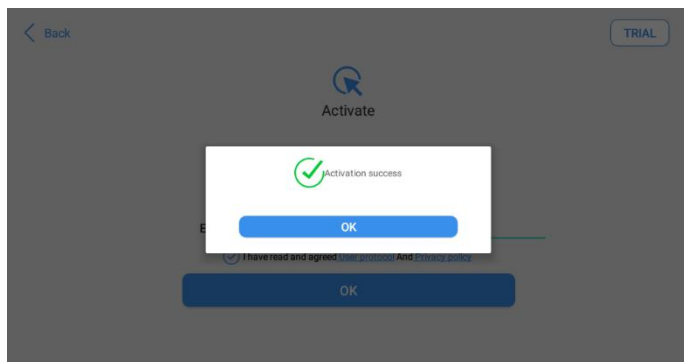 Back
TRIAL
Activate
Activation success
OK
I have read and agreed User protocol And Privacy policy
OK